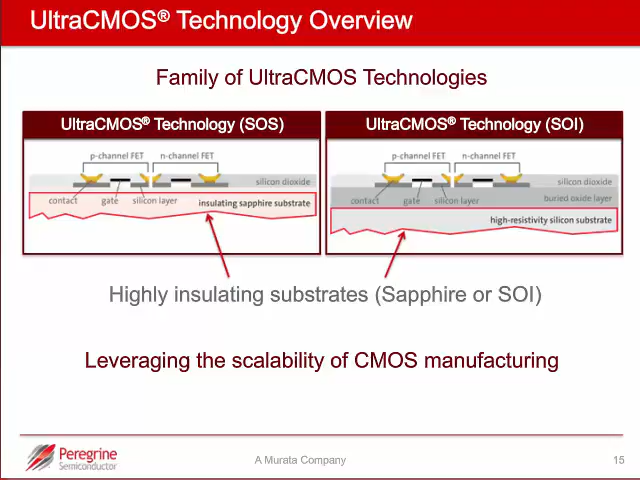 UltraCMOS® Technology Overview
Family of UltraCMOS Technologies
UltraCMOS® Technology (SOS)
p-channel FET
n-channel FET
silicon dioxide
contact
gate
silicon layer
insulating sapphire substrate
UltraCMOS® Technology (SOI)
p-channel FET
n-channel FET
silicon dioxide
contact
gate
silicon layer
buried oxide layer
high-resistivity silicon substrate
Highly insulating substrates (Sapphire or SOI)
Leveraging the scalability of CMOS manufacturing
Peregrine
Semiconductor
A Murata Company
15